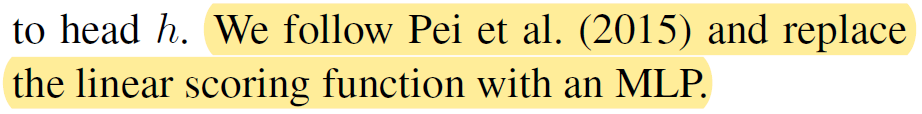 to head h. We follow Pei et al. (2015) and replace
the linear scoring function with an MLP.